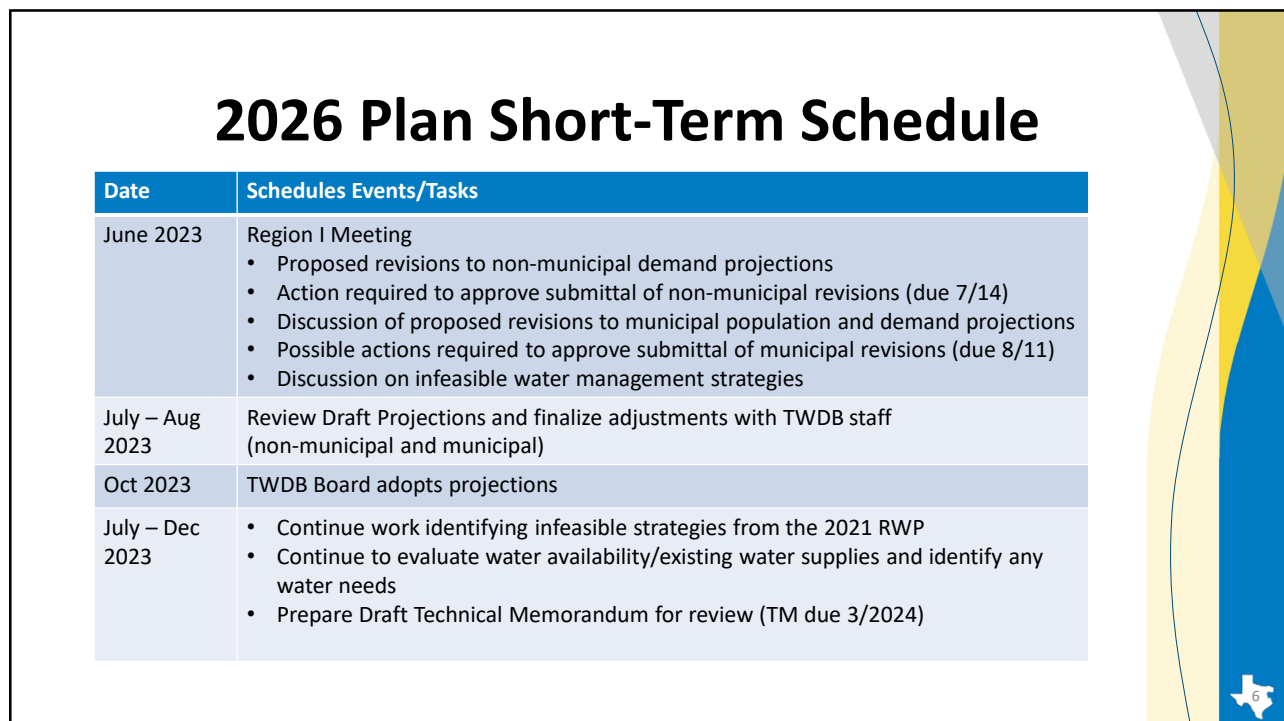 2026 Plan Short-Term Schedule
Date
Schedules Events/Tasks
June 2023
Region I Meeting
• Proposed revisions to non-municipal demand projections
• Action required to approve submittal of non-municipal revisions (due 7/14)
• Discussion of proposed revisions to municipal population and demand projections
• Possible actions required to approve submittal of municipal revisions (due 8/11)
• Discussion on infeasible water management strategies
July – Aug
2023
Review Draft Projections and finalize adjustments with TWDB staff
(non-municipal and municipal)
Oct 2023
TWDB Board adopts projections
July – Dec
2023
• Continue work identifying infeasible strategies from the 2021 RWP
• Continue to evaluate water availability/existing water supplies and identify any
water needs
• Prepare Draft Technical Memorandum for review (TM due 3/2024)
6